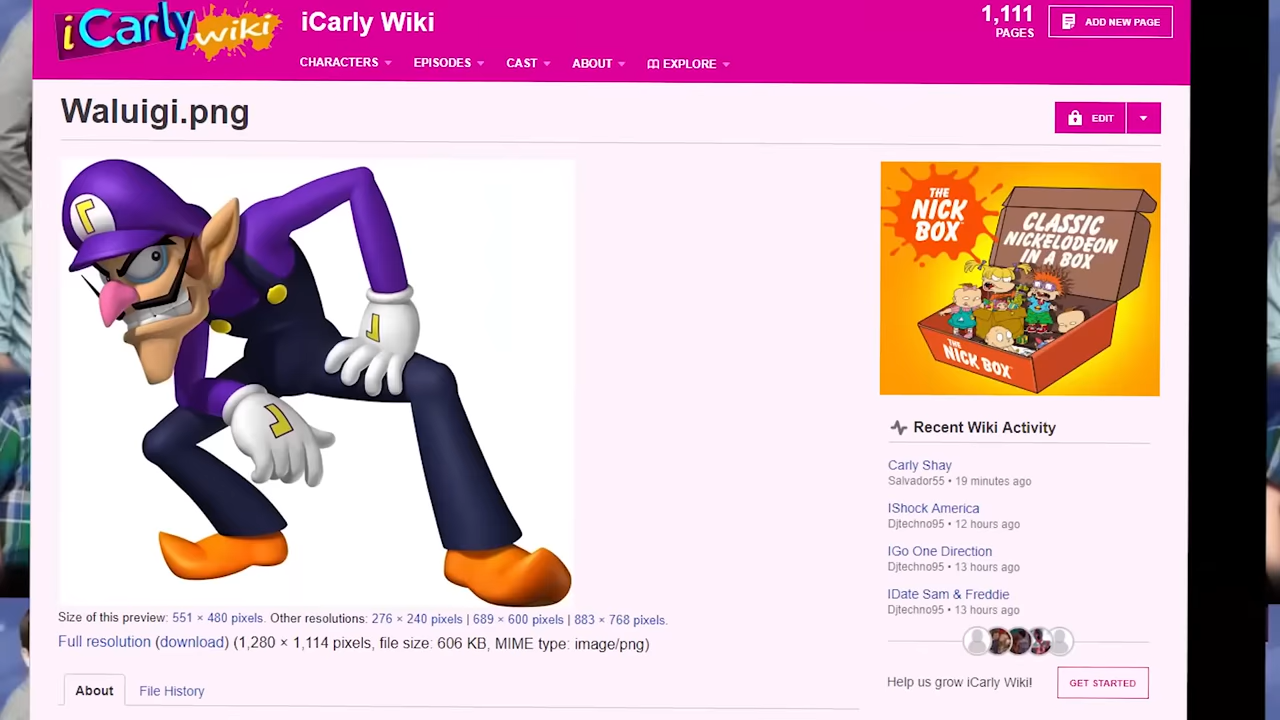 iCarly wiki
iCarly Wiki
1,111
PAGES
ADD NEW PAGE
CHARACTERS EPISODES CAST ABOUT EXPLORE
Waluigi.png
EDIT
THE
NICK
BOX
CLASSIC
NICKELODEON
IN A BOX
THE
NICK BOX
Recent Wiki Activity
Carly Shay
Salvador55 • 19 minutes ago
IShock America
Djtechno95 • 12 hours ago
IGo One Direction
Djtechno95 • 13 hours ago
IDate Sam & Freddie
Djtechno95 • 13 hours ago
Size of this preview: 551 × 480 pixels. Other resolutions: 276 × 240 pixels | 689 × 600 pixels | 883 × 768 pixels.
Full resolution (download) (1,280 × 1,114 pixels, file size: 606 KB, MIME type: image/png)
Help us grow iCarly Wiki!
GET STARTED
About File History